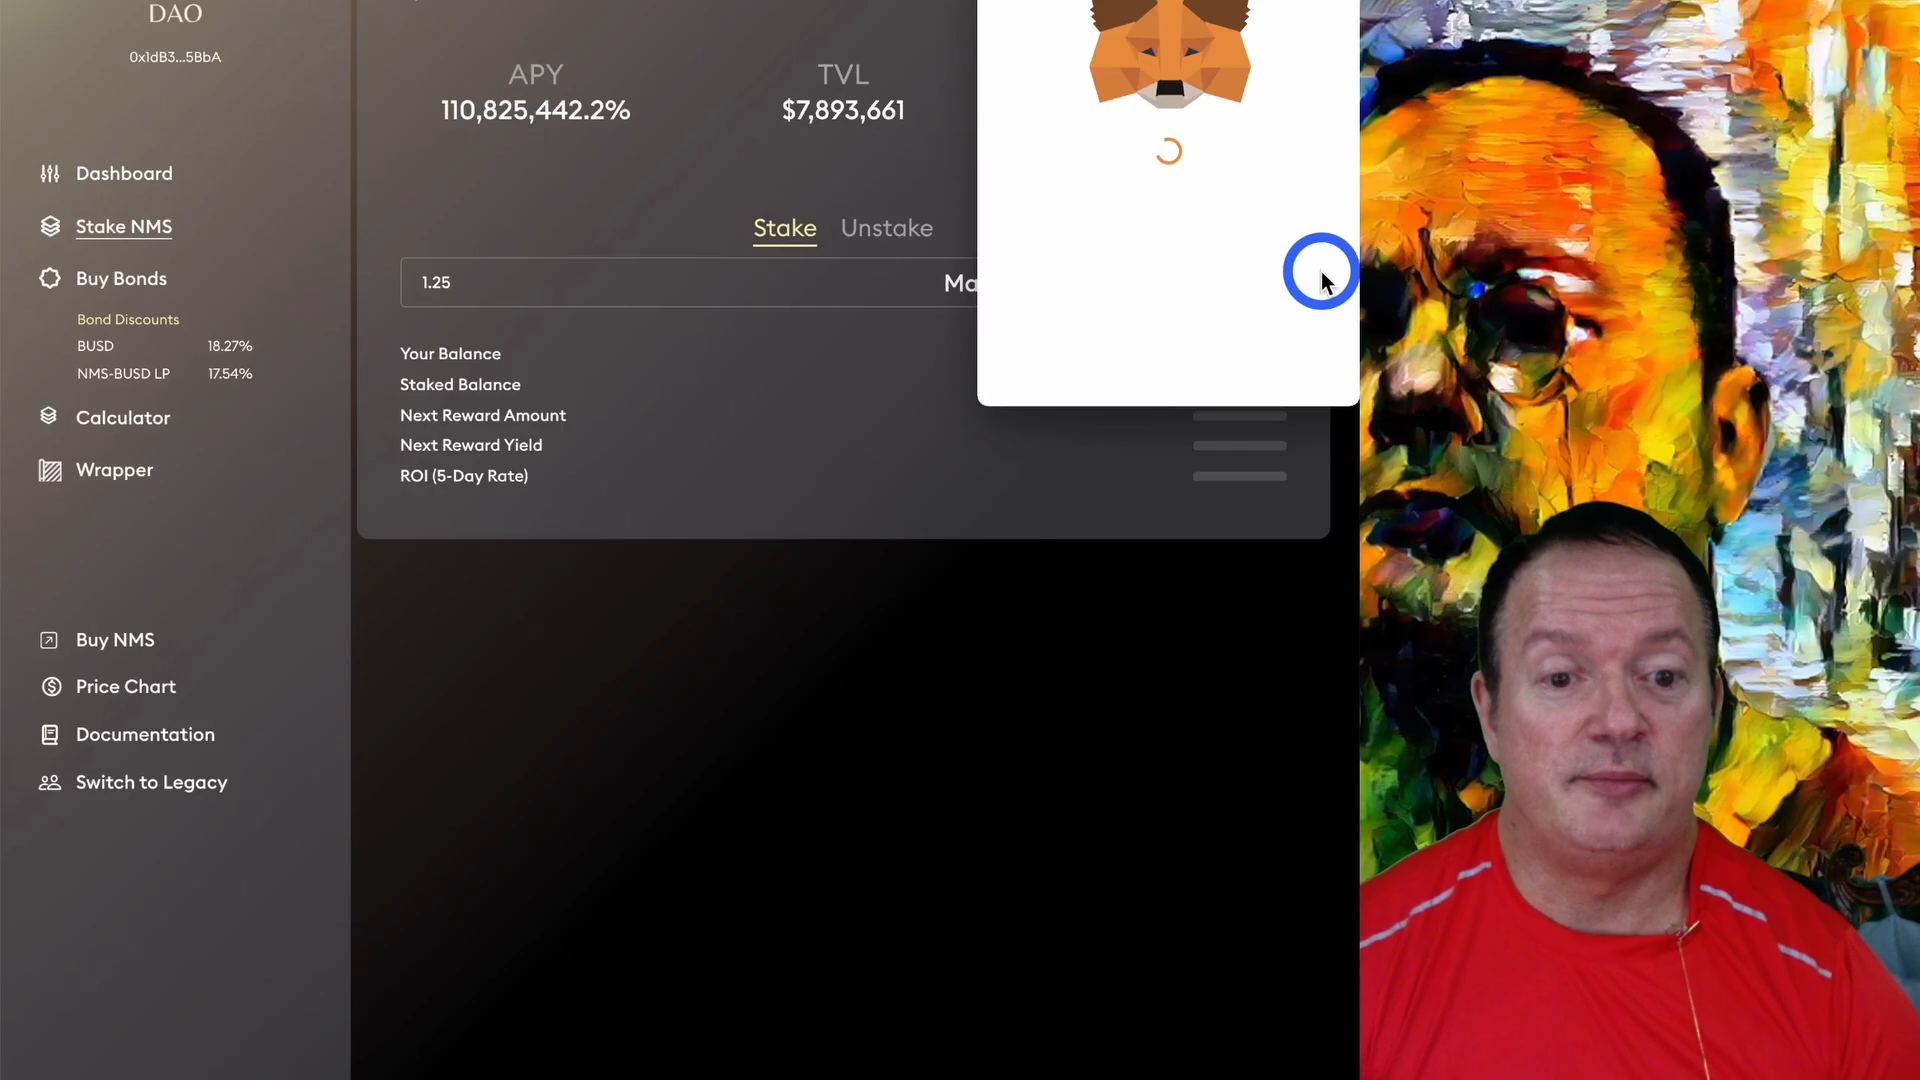 DAO
0x1dB3...5BbA
Dashboard
Stake NMS
Buy Bonds
Bond Discounts
BUSD 18.27%
NMS-BUSD LP 17.54%
Calculator
Wrapper
Buy NMS
Price Chart
Documentation
Switch to Legacy
APY
110,825,442.2%
TVL
$7,893,661
Stake Unstake
1.25
Your Balance
Staked Balance
Next Reward Amount
Next Reward Yield
ROI (5-Day Rate)